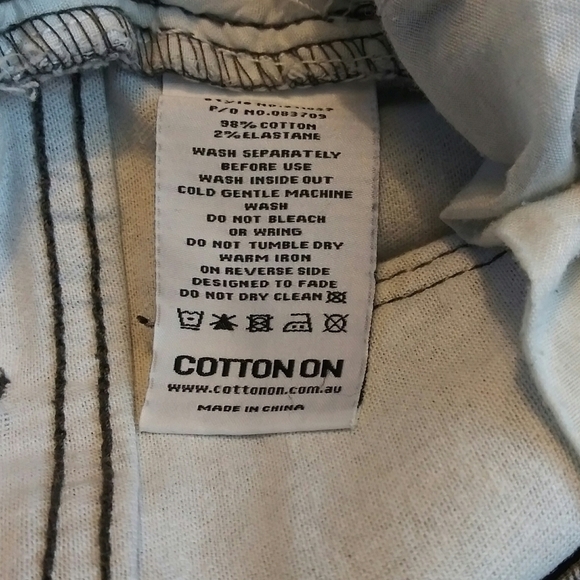 P/O NO.083709
98% COTTON
2% ELASTANE
WASH SEPARATELY
BEFORE USE
WASH INSIDE OUT
COLD GENTLE MACHINE
WASH
DO NOT BLEACH
OR WRING
DO NOT TUMBLE DRY
WARM IRON
ON REVERSE SIDE
DESIGNED TO FADE
DO NOT DRY CLEAN
COTTON ON
www.cottonon.com.au
MADE IN CHINA